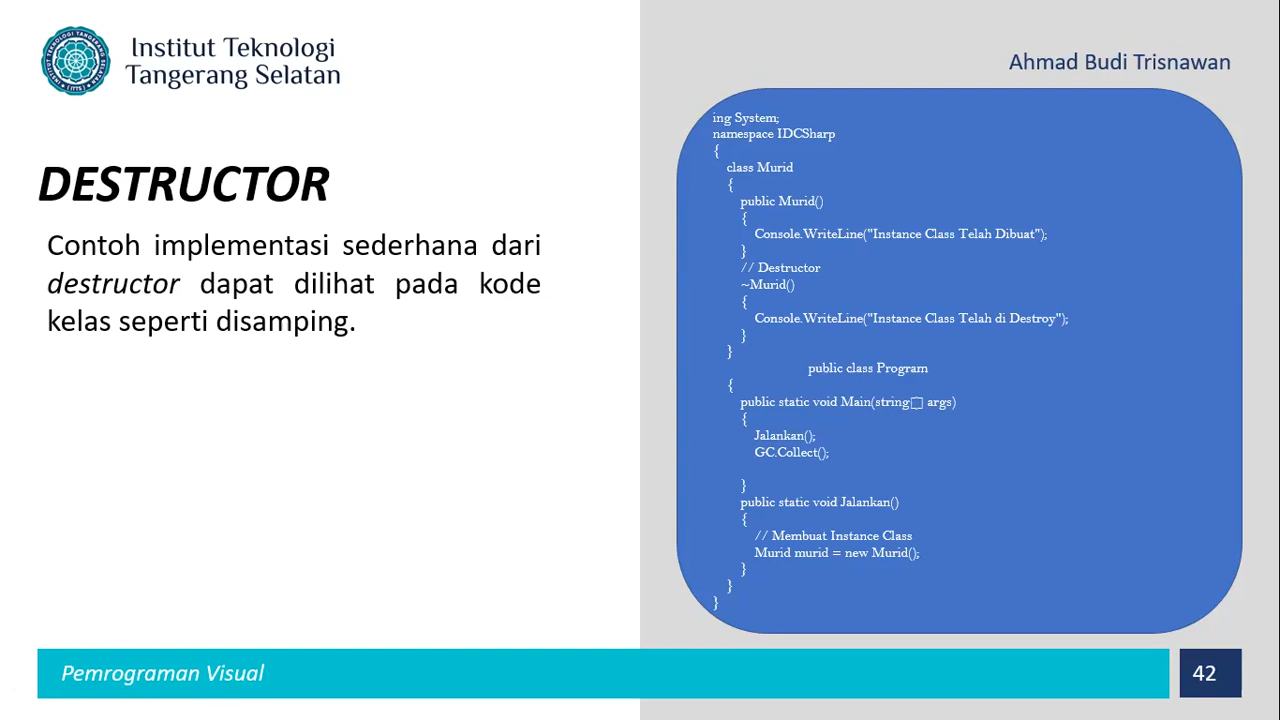 Institut Teknologi
Tangerang Selatan
Ahmad Budi Trisnawan
DESTRUCTOR
Contoh implementasi sederhana dari
destructor dapat dilihat pada kode
kelas seperti disamping.
ing System;
namespace IDCSharp
{
class Murid
{
public Murid()
{
Console.WriteLine("Instance Class Telah Dibuat");
}
// Destructor
~Murid()
{
Console.WriteLine("Instance Class Telah di Destroy");
}
}
public class Program
{
public static void Main(string[] args)
{
Jalankan();
GC.Collect();
}
public static void Jalankan()
{
// Membuat Instance Class
Murid murid = new Murid();
}
}
}
Pemrograman Visual
42